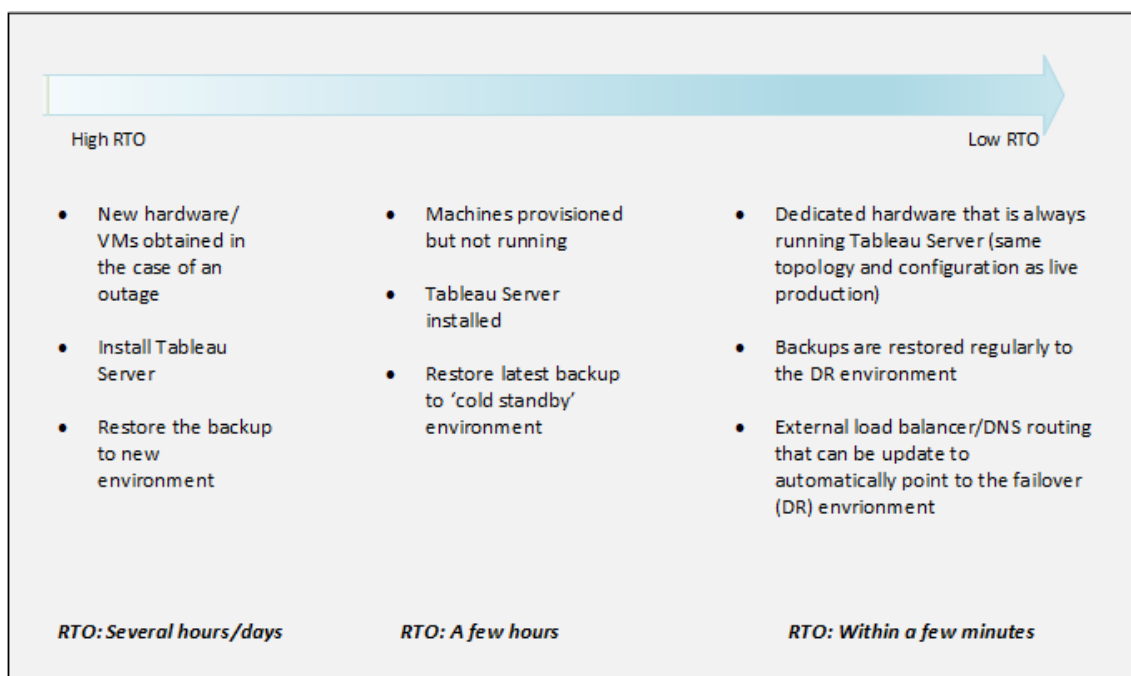 High RTO
Low RTO
● New hardware/
VMs obtained in
the case of an
outage
● Install Tableau
Server
● Restore the backup
to new
environment
● Machines provisioned
but not running
● Tableau Server
installed
● Restore latest backup
to ‘cold standby’
environment
● Dedicated hardware that is always
running Tableau Server (same
topology and configuration as live
production)
● Backups are restored regularly to
the DR environment
● External load balancer/DNS routing
that can be update to
automatically point to the failover
(DR) envrionment
RTO: Several hours/days
RTO: A few hours
RTO: Within a few minutes